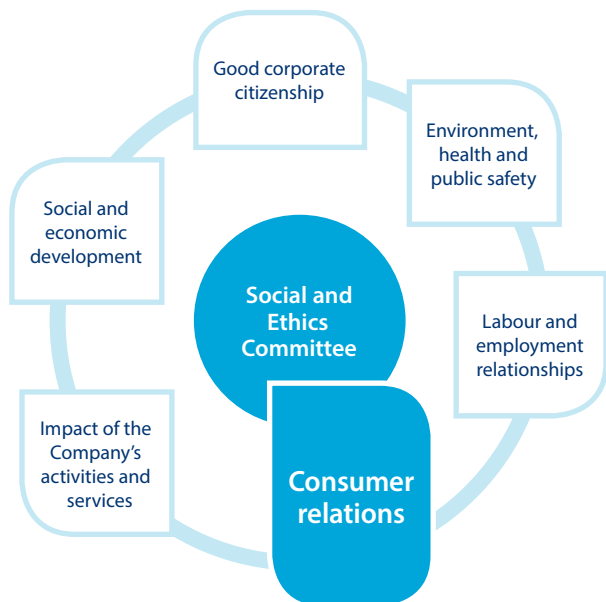 Good corporate
citizenship
Environment,
health and
public safety
Social and
economic
development
Social and
Ethics
Committee
Labour and
employment
relationships
Impact of the
Company’s
activities and
services
Consumer
relations